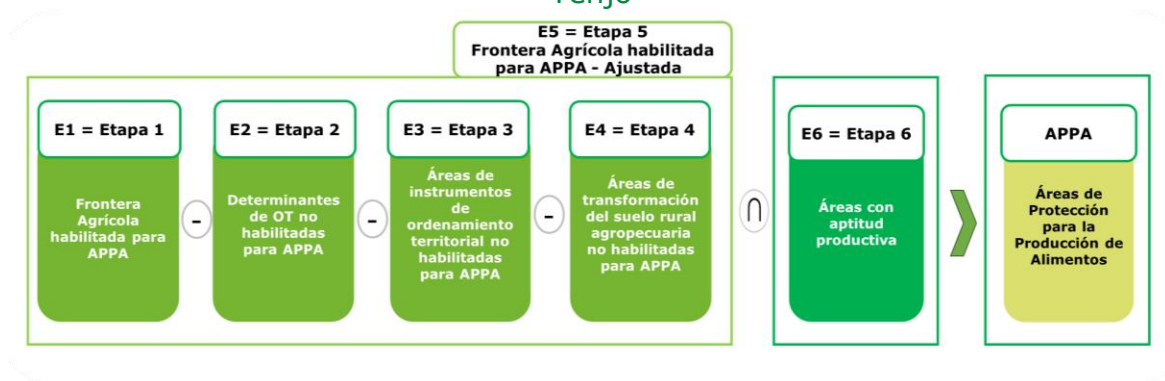 E5 = Etapa 5
Frontera Agrícola habilitada
para APPA - Ajustada
E1 = Etapa 1
Frontera
Agrícola
habilitada para
APPA
-
E2 = Etapa 2
Determinantes
de OT no
habilitadas
para APPA
-
E3 = Etapa 3
Áreas de
instrumentos
de
ordenamiento
territorial no
habilitadas
para APPA
-
E4 = Etapa 4
Áreas de
transformación
del suelo rural
agropecuaria
no habilitadas
para APPA
∩
E6 = Etapa 6
Áreas con
aptitud
productiva
APPA
Áreas de
Protección
para la
Producción de
Alimentos